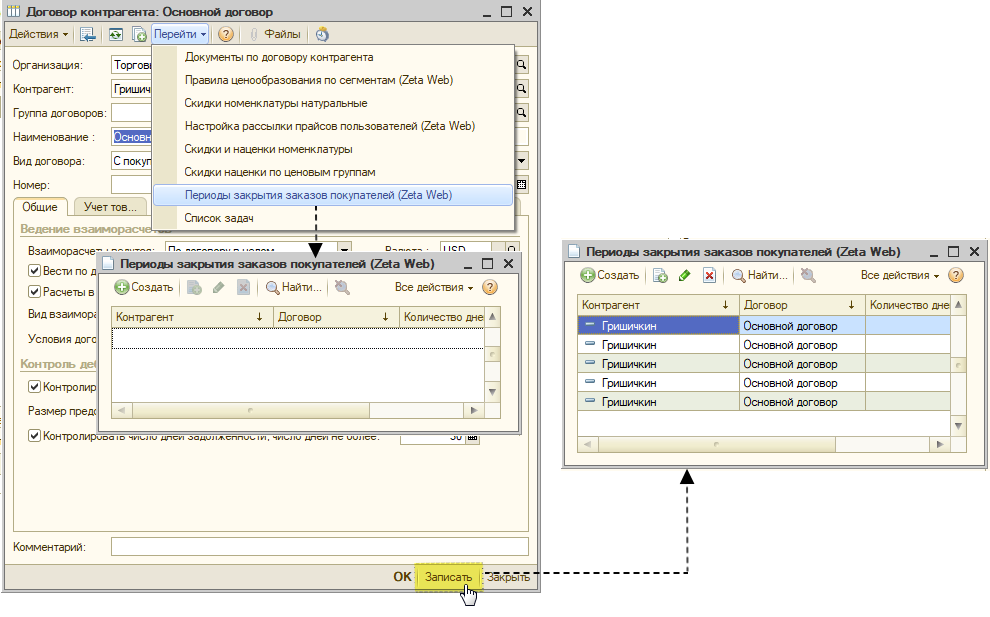 Договор контрагента: Основной договор
Действия Перейти Файлы
Организация: Торгов
Контрагент: Гришич
Группа договоров:
Наименование : Основн
Вид договора: С покуп
Номер:
Документы по договору контрагента
Правила ценообразования по сегментам (Zeta Web)
Скидки номенклатуры натуральные
Настройка рассылки прайсов пользователей (Zeta Web)
Скидки и наценки номенклатуры
Скидки наценки по ценовым группам
Периоды закрытия заказов покупателей (Zeta Web)
Список задач
Общие Учет тов...
Ведение взаиморасчетов
Взаиморасчеты ведутся: По договору в целом Валюта : USD
Вести по д
Расчеты в
Вид взаимора
Условия дого
Контроль деб
Контролир
Размер предо
Контролировать число дней задолженности, число дней не более: 30
Комментарий:
OK Записать Закрыть
Периоды закрытия заказов покупателей (Zeta Web)
Создать Найти... Все действия
Контрагент Договор Количество дне
Периоды закрытия заказов покупателей (Zeta Web)
Создать Найти... Все действия
Контрагент Договор Количество дне
Гришичкин Основной договор
Гришичкин Основной договор
Гришичкин Основной договор
Гришичкин Основной договор
Гришичкин Основной договор